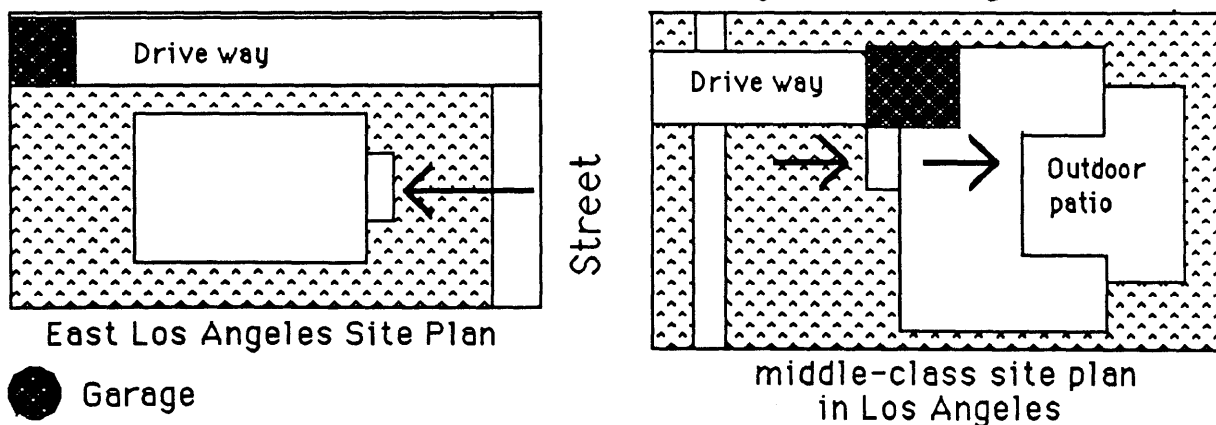 Drive way
East Los Angeles Site Plan
Garage
Street
Drive way
Outdoor
patio
middle-class site plan
in Los Angeles